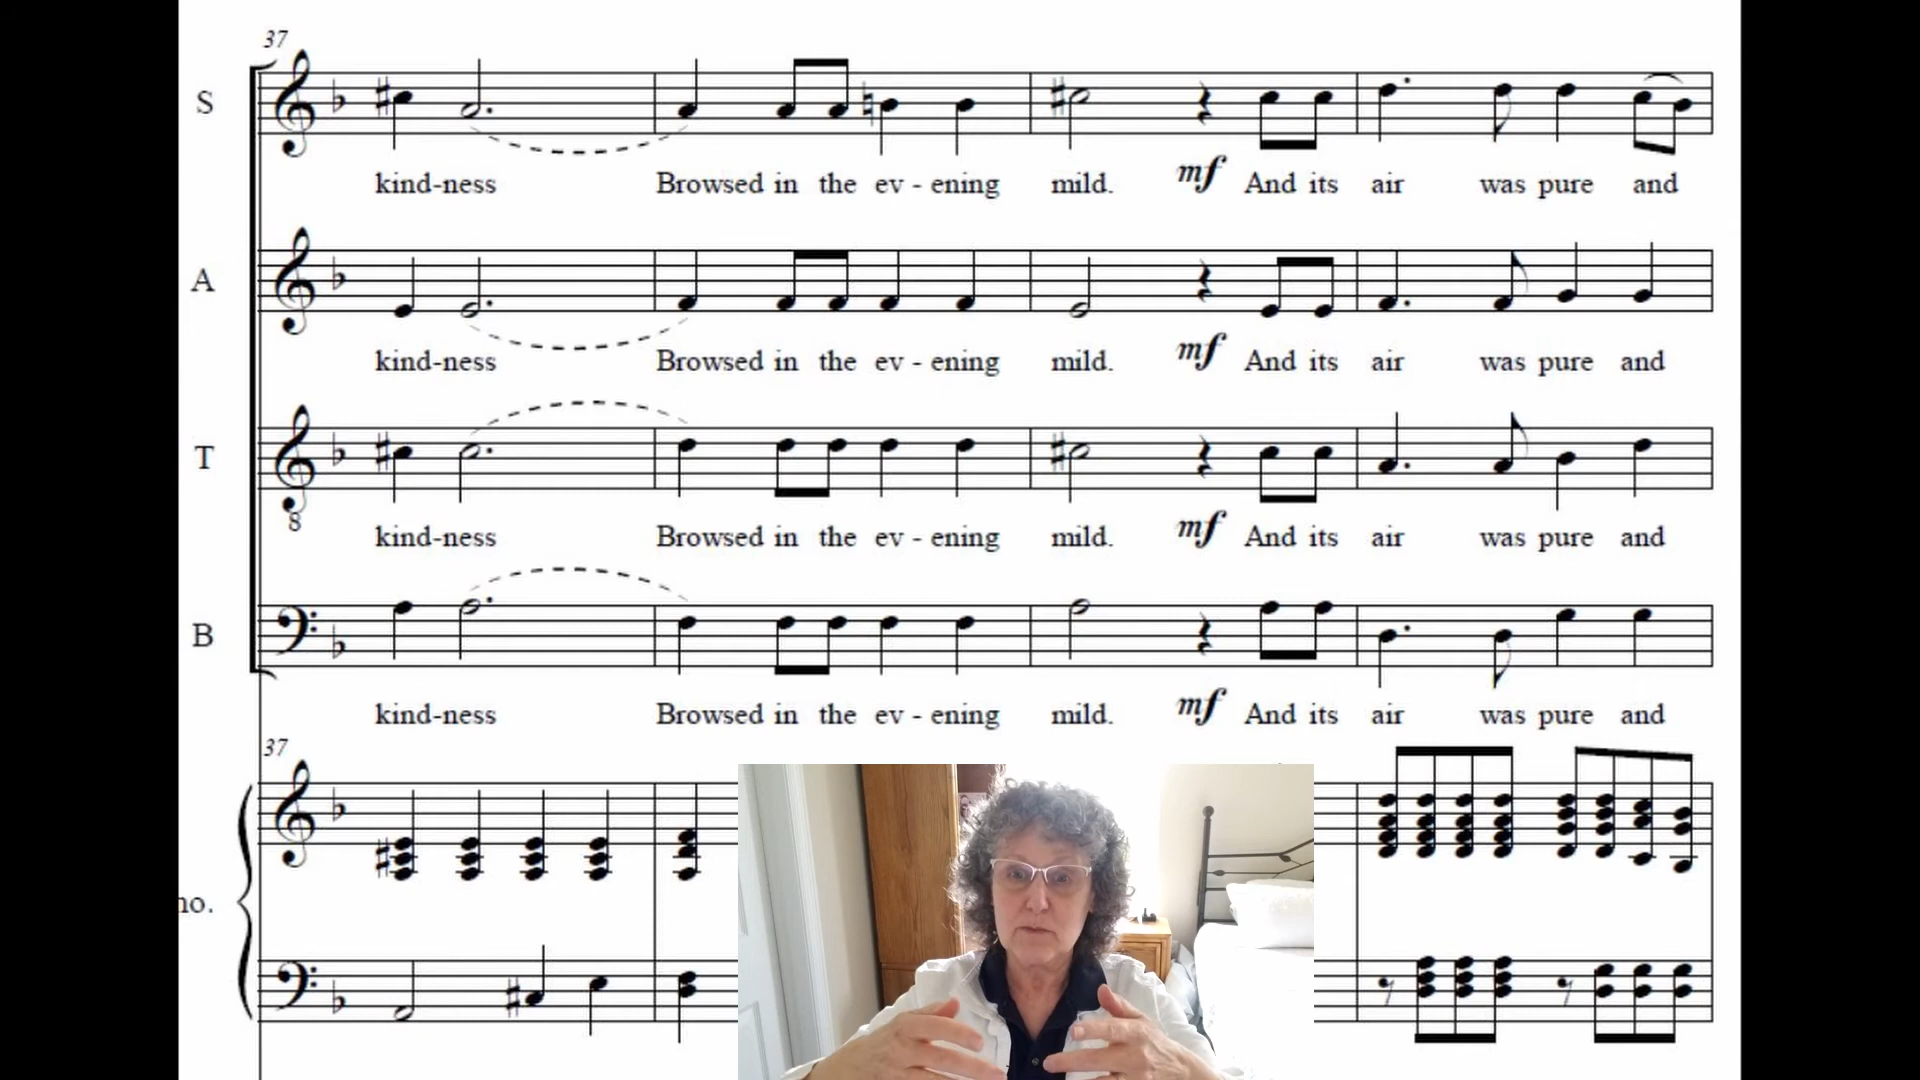 37
S
kind-ness Browsed in the ev - ening mild. mf And its air was pure and
A
kind-ness Browsed in the ev - ening mild. mf And its air was pure and
T
8
kind-ness Browsed in the ev - ening mild. mf And its air was pure and
B
kind-ness Browsed in the ev - ening mild. mf And its air was pure and
37
no.